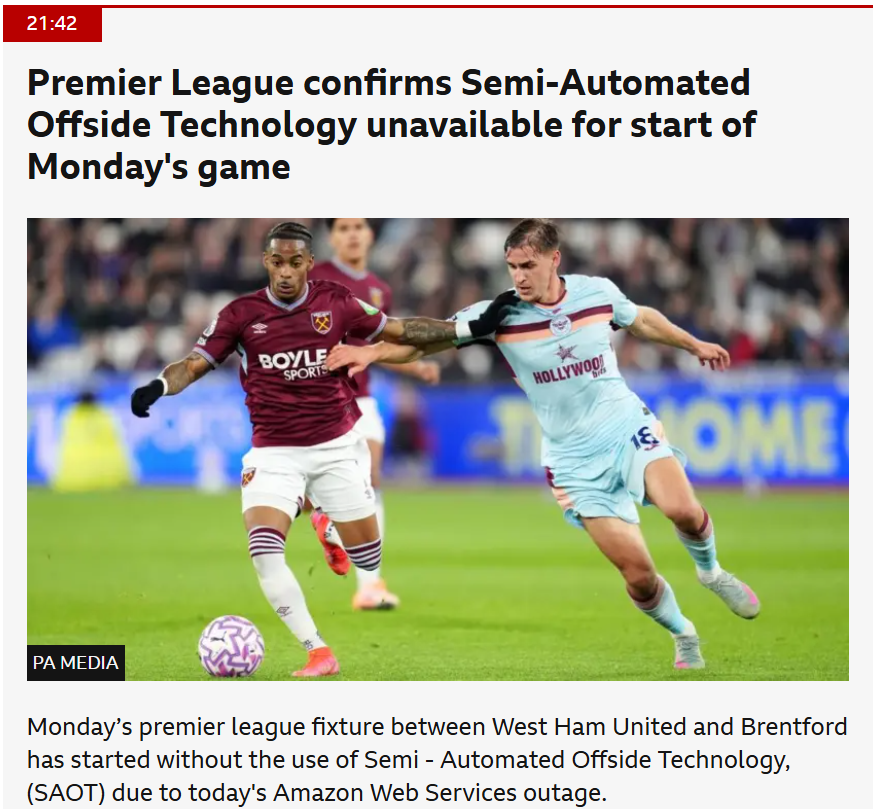 21:42
Premier League confirms Semi-Automated
Offside Technology unavailable for start of
Monday's game
BOYLE
SPORTS
HOLLYWOOD
bets
18
OME
PA MEDIA
Monday’s premier league fixture between West Ham United and Brentford
has started without the use of Semi - Automated Offside Technology,
(SAOT) due to today's Amazon Web Services outage.